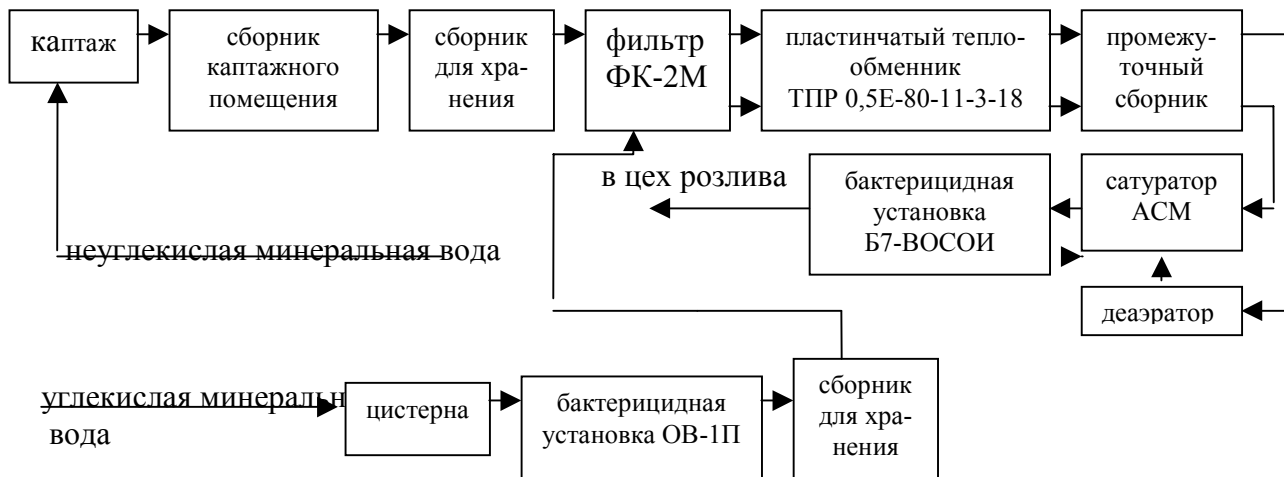 каптаж
сборник
каптажного
помещения
сборник
для хра-
нения
фильтр
ФК-2М
пластинчатый тепло-
обменник
ТПР 0,5Е-80-11-3-18
промежу-
точный
сборник
в цех розлива
бактерицидная
установка
Б7-ВОСОИ
сатуратор
АСМ
неуглекислая минеральная вода
деаэратор
углекислая минеральн
вода
цистерна
бактерицидная
установка ОВ-1П
сборник
для хра-
нения